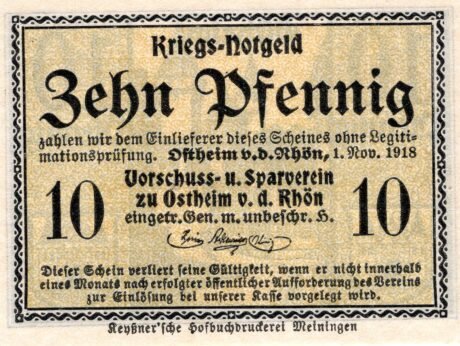 Kriegs-Notgeld
Zehn Pfennig
zahlen wir dem Einlieferer dieses Scheines ohne Legiti-
mationsprüfung. Ostheim v.d. Rhön, 1. Nov. 1918
10 Vorschuss- u. Sparverein 10
zu Ostheim v. d. Rhön
eingetr. Gen. m. unbeschr. H.
Dieser Schein verliert seine Gültigkeit, wenn er nicht innerhalb
eines Monats nach erfolgter öffentlicher Aufforderung des Vereins
zur Einlösung bei unserer Kasse vorgelegt wird.
Keyßner'sche Hofbuchdruckerei Meiningen